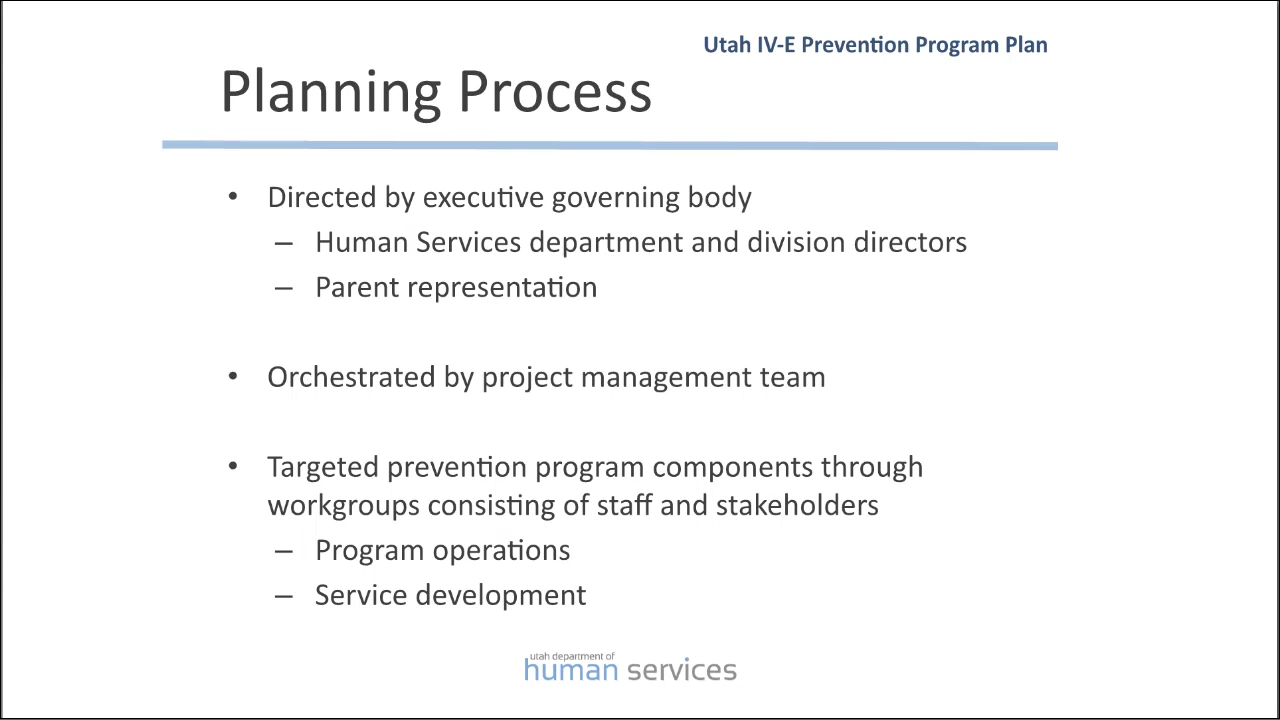 Utah IV-E Prevention Program Plan
Planning Process
• Directed by executive governing body
– Human Services department and division directors
– Parent representation
• Orchestrated by project management team
• Targeted prevention program components through
workgroups consisting of staff and stakeholders
– Program operations
– Service development
utah department of
human services